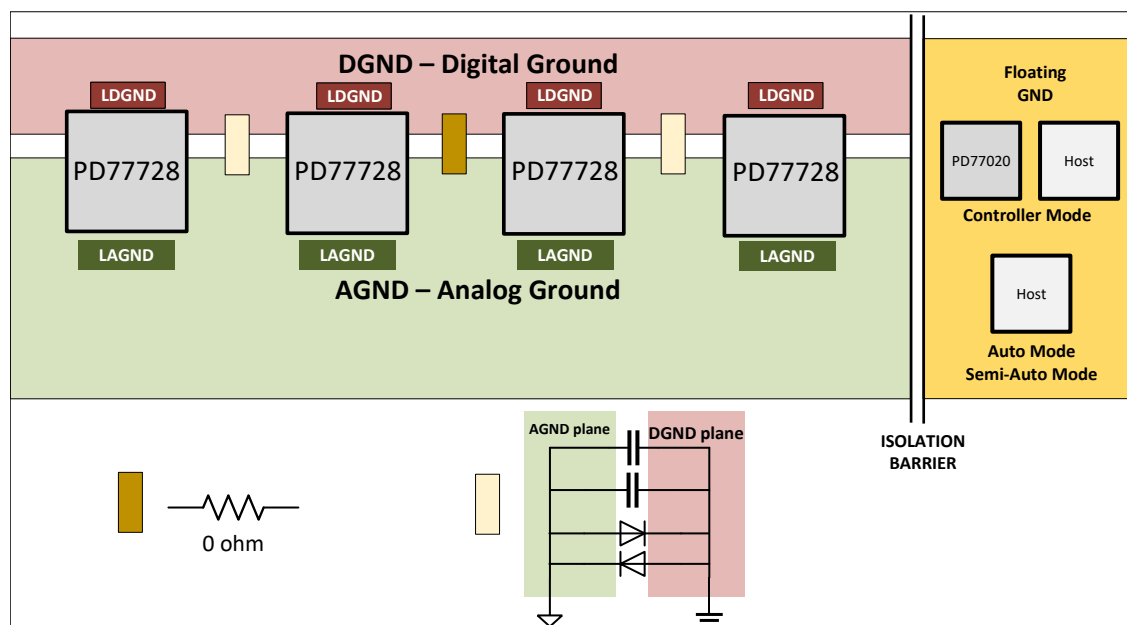 DGND – Digital Ground
LDGND
LDGND
LDGND
LDGND
PD77728
PD77728
PD77728
PD77728
LAGND
LAGND
LAGND
LAGND
AGND – Analog Ground
Floating
GND
PD77020
Host
Controller Mode
Host
Auto Mode
Semi-Auto Mode
ISOLATION
BARRIER
0 ohm
AGND plane
DGND plane